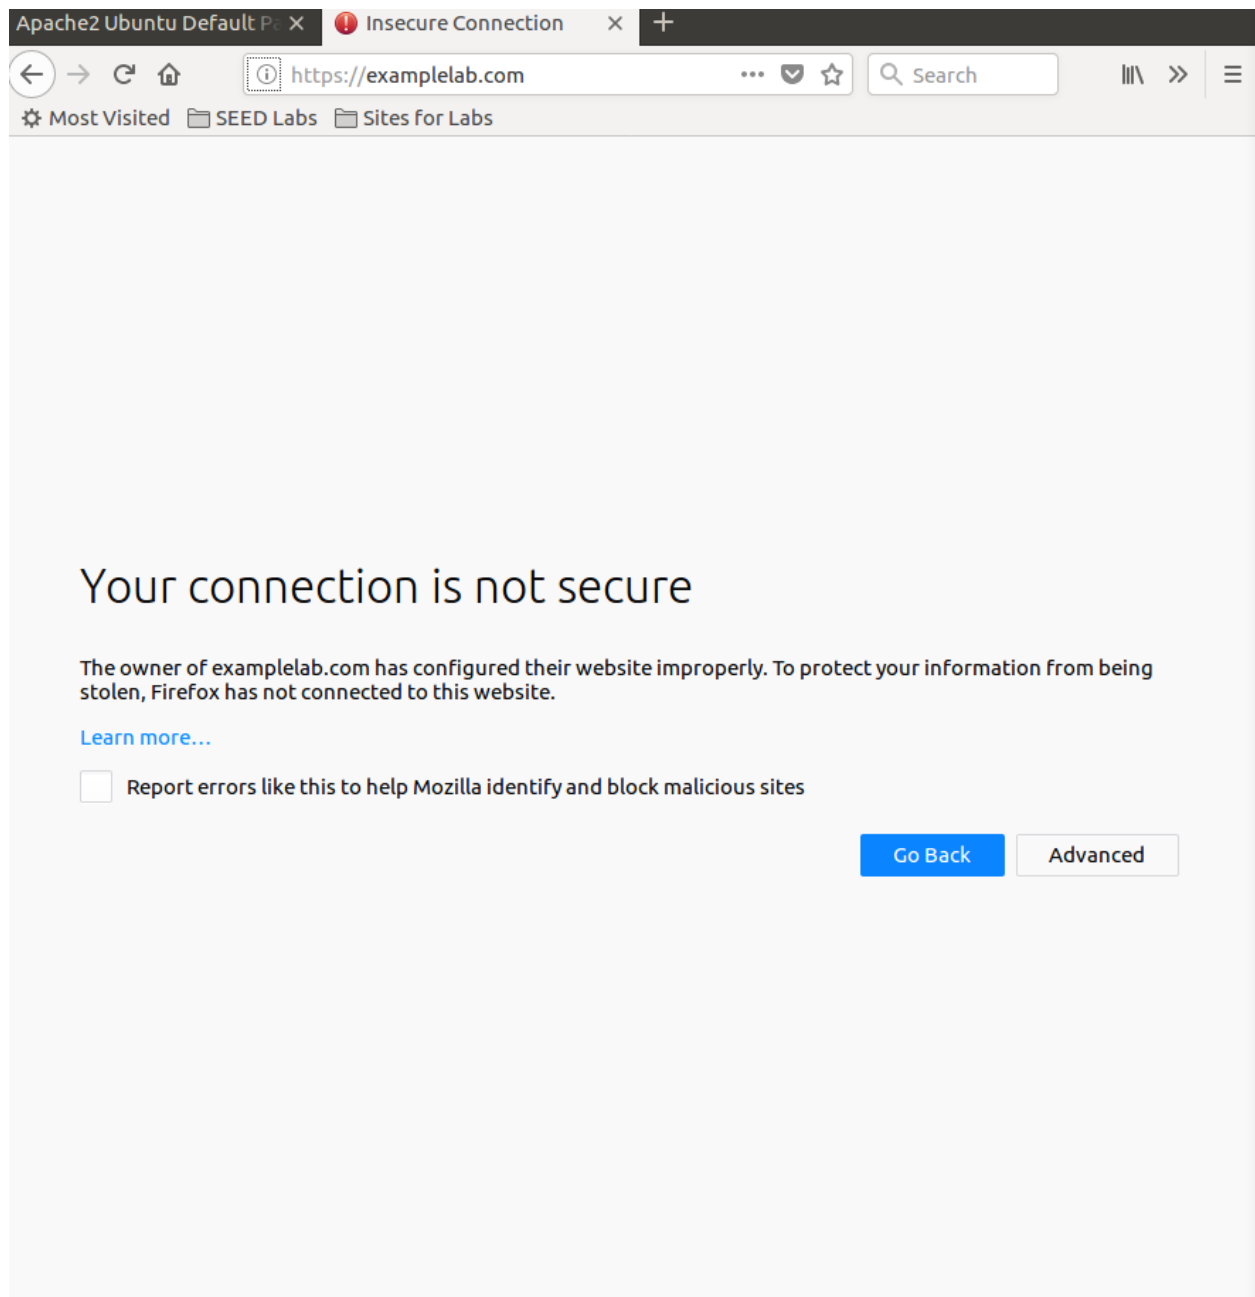 Apache2 Ubuntu Default Pa
Insecure Connection
https://examplelab.com
Search
Most Visited SEED Labs Sites for Labs
Your connection is not secure
The owner of examplelab.com has configured their website improperly. To protect your information from being
stolen, Firefox has not connected to this website.
Learn more…
Report errors like this to help Mozilla identify and block malicious sites
Go Back Advanced